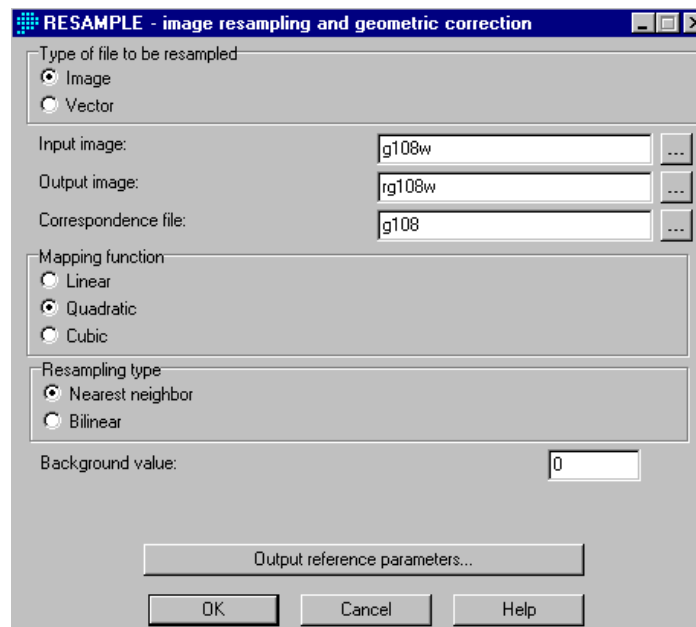 RESAMPLE - image resampling and geometric correction
Type of file to be resampled
Image
Vector
Input image: g108w ...
Output image: rg108w ...
Correspondence file: g108 ...
Mapping function
Linear
Quadratic
Cubic
Resampling type
Nearest neighbor
Bilinear
Background value: 0
Output reference parameters...
OK Cancel Help